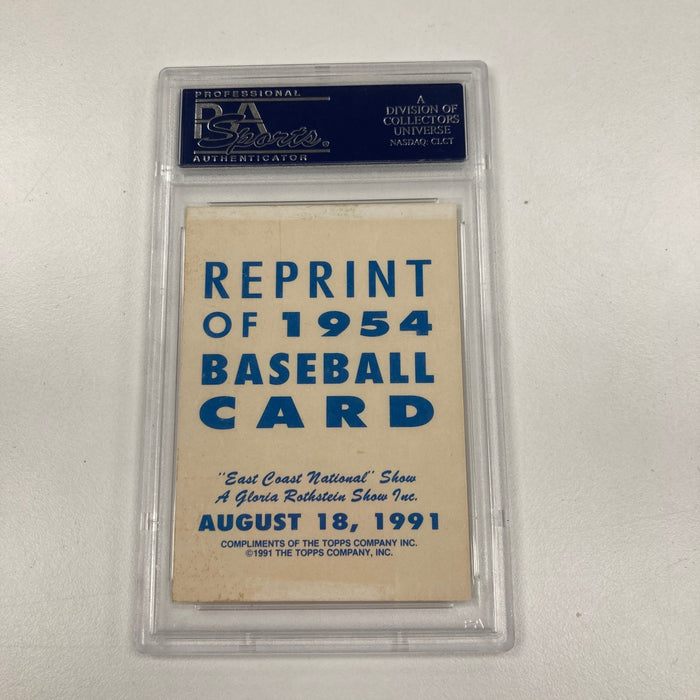 PROFESSIONAL
PSA
Sports.
AUTHENTICATOR
A
DIVISION OF
COLLECTORS
UNIVERSE
NASDAQ: CLCT
REPRINT
OF 1954
BASEBALL
CARD
"East Coast National" Show
A Gloria Rothstein Show Inc.
AUGUST 18, 1991
COMPLIMENTS OF THE TOPPS COMPANY INC.
©1991 THE TOPPS COMPANY, INC.
PSA